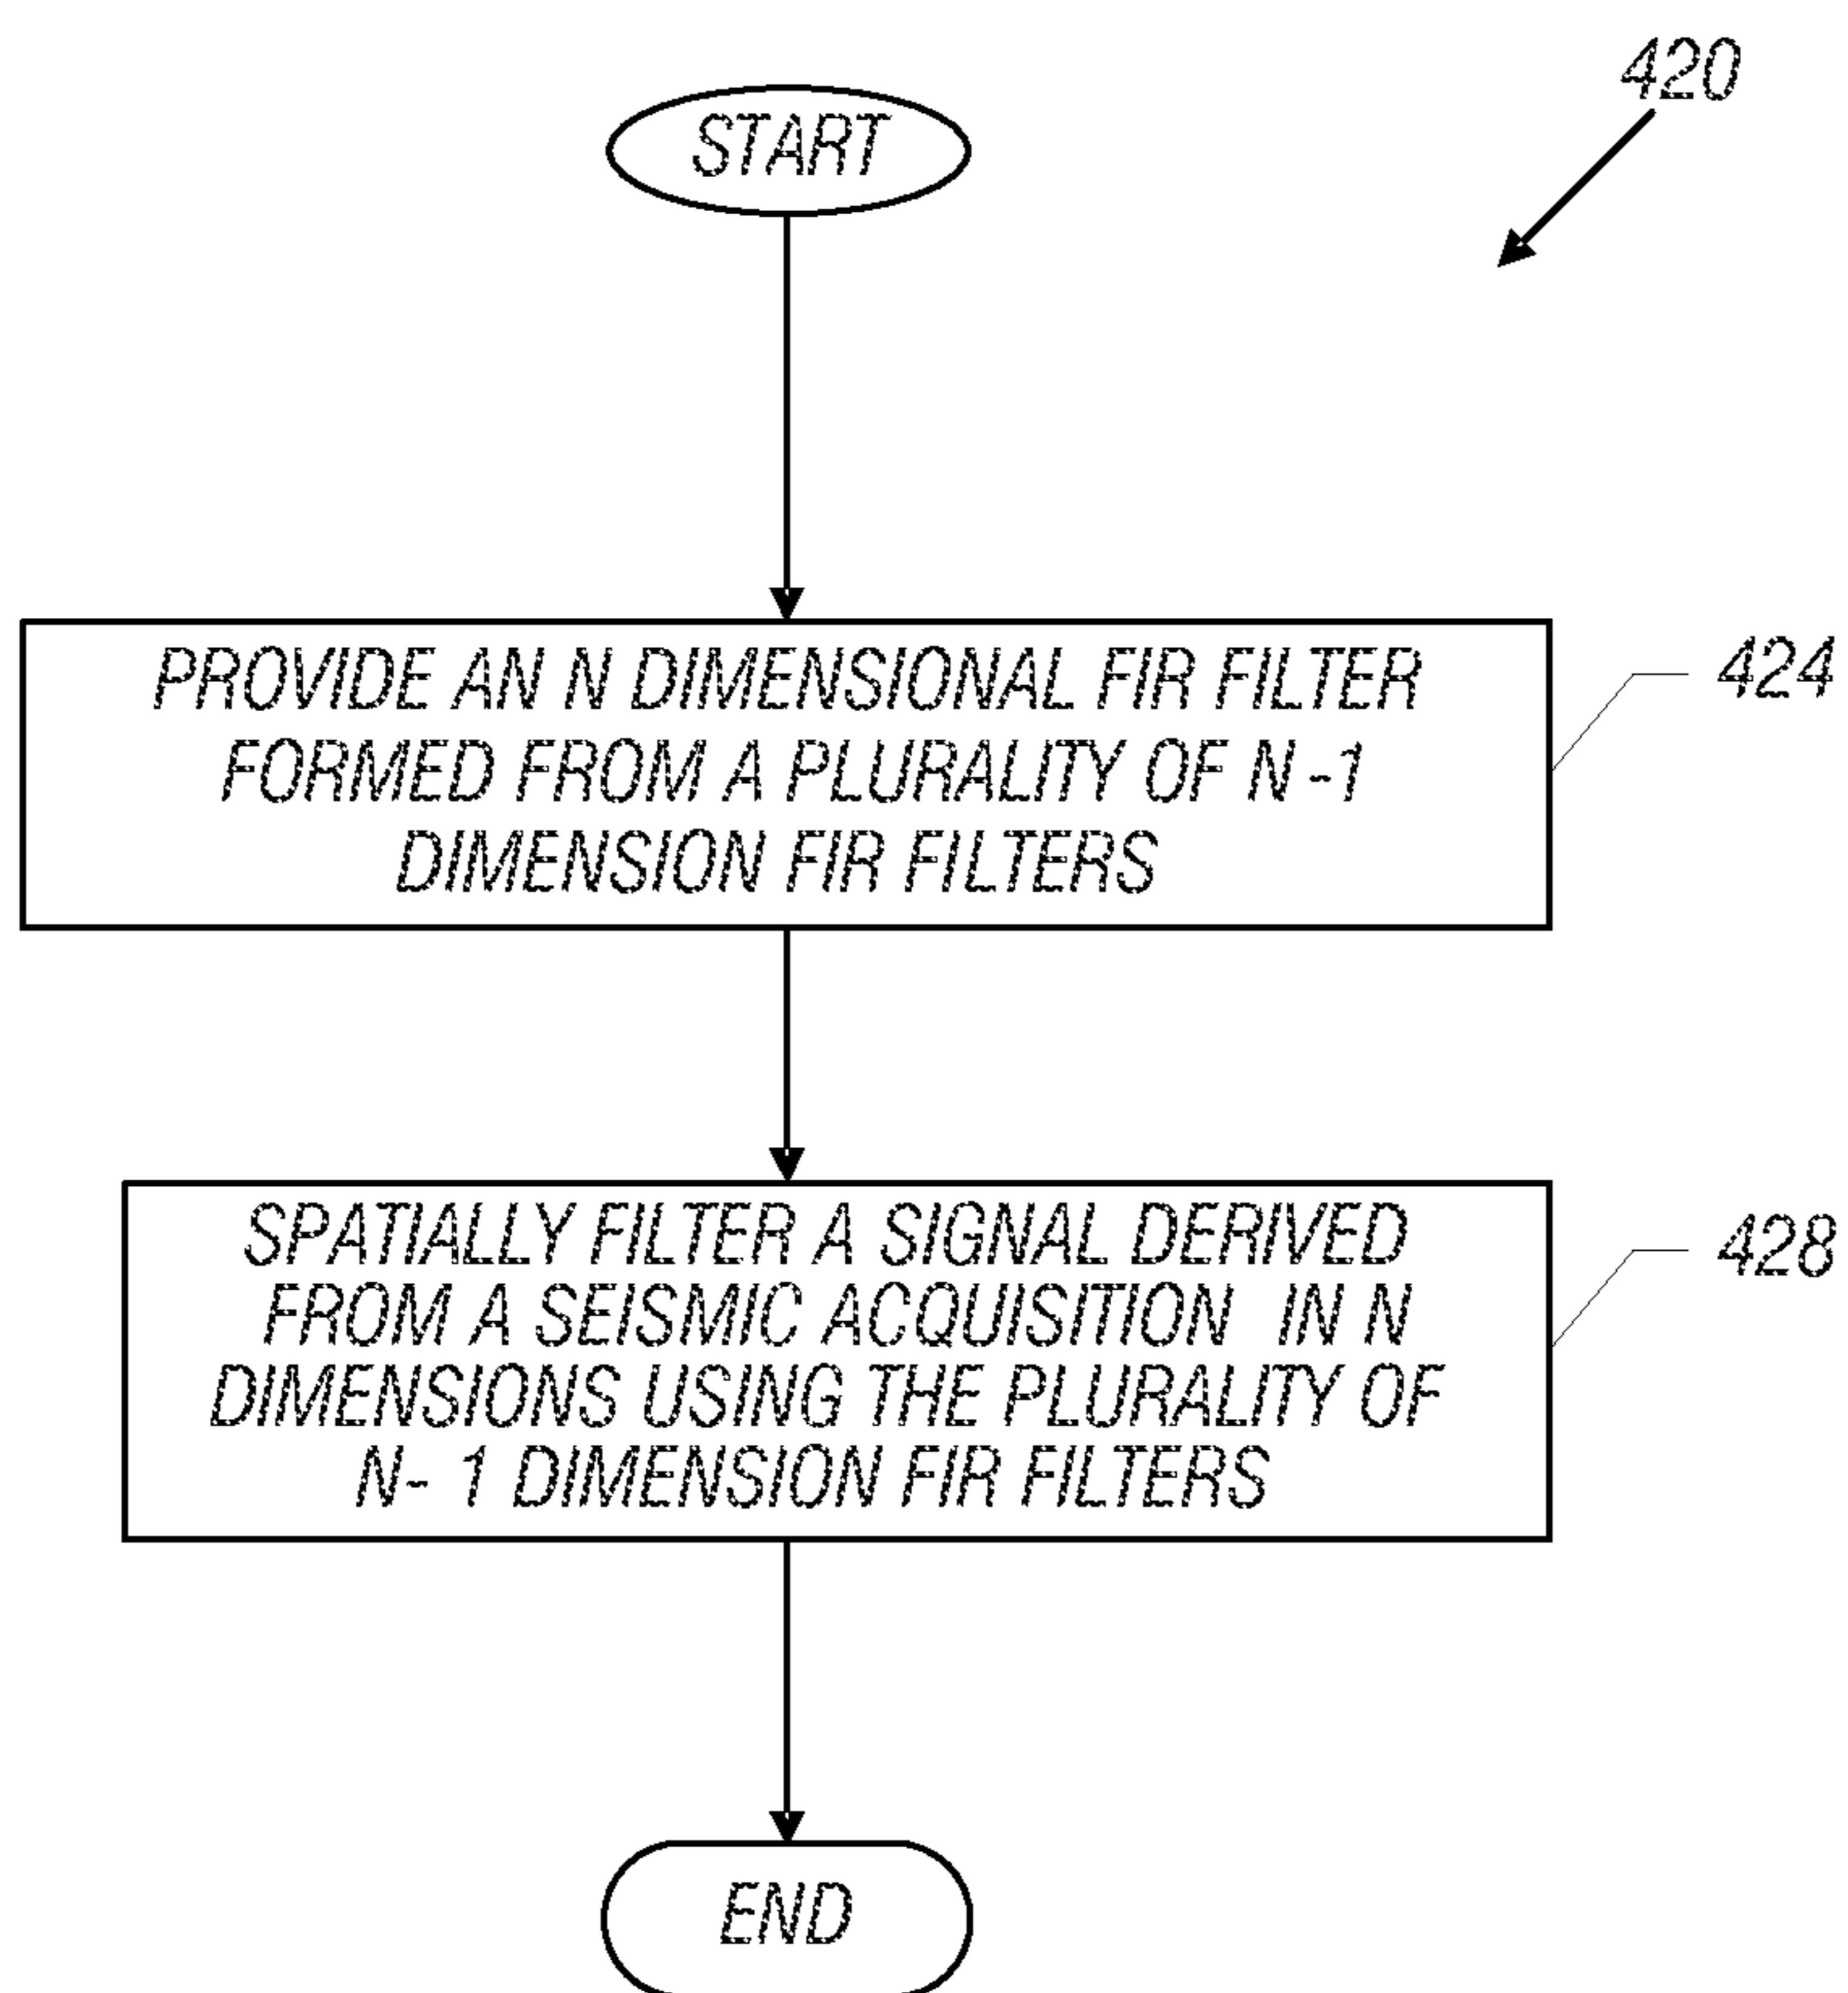 420
START
PROVIDE AN N DIMENSIONAL FIR FILTER
FORMED FROM A PLURALITY OF N -1
DIMENSION FIR FILTERS
424
SPATIALLY FILTER A SIGNAL DERIVED
FROM A SEISMIC ACQUISITION IN N
DIMENSIONS USING THE PLURALITY OF
N- 1 DIMENSION FIR FILTERS
428
END